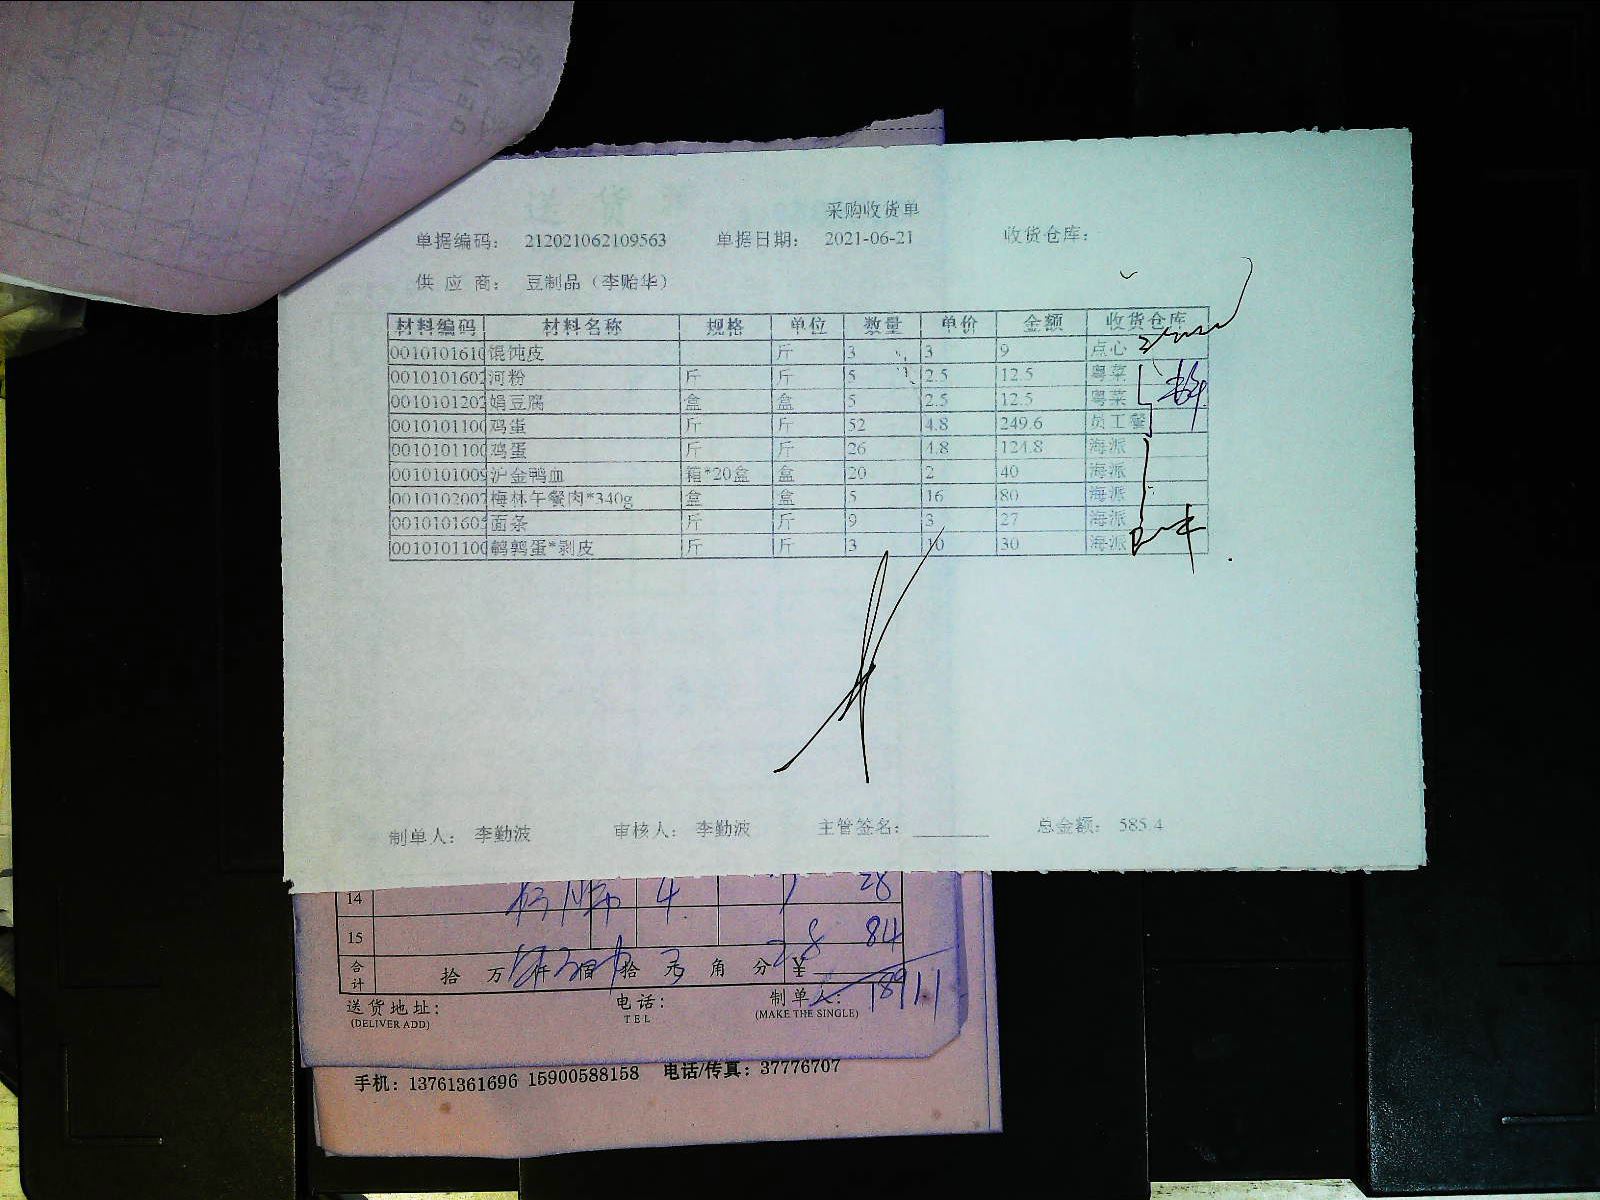 采购收货单
单据编码： 212021062109563 单据日期： 2021-06-21 收货仓库：
供 应 商： 豆制品（李贻华）
材料编码 材料名称 规格 单位 数量 单价 金额 收货仓库
0010101610 馄饨皮 斤 3 3 9 点心
0010101602 河粉 斤 斤 5 2.5 12.5 粤菜
0010101202 娟豆腐 盒 盒 5 2.5 12.5 粤菜
0010101100 鸡蛋 斤 斤 52 4.8 249.6 员工餐
0010101100 鸡蛋 斤 斤 26 4.8 124.8 海派
0010101009 沪金鸭血 箱*20盒 盒 20 2 40 海派
0010102007 梅林午餐肉*340g 盒 盒 5 16 80 海派
0010101605 面条 斤 斤 9 3 27 海派
0010101100 鹌鹑蛋*剥皮 斤 斤 3 10 30 海派
制单人： 李勤波 审核人： 李勤波 主管签名： 总金额： 585.4
14 4 28
15 84
合计 拾 万 仟 佰 拾 元 角 分 ¥
送货地址： 电话： 制单人：
(DELIVER ADD) TEL (MAKE THE SINGLE)
手机：13761361696 15900588158 电话/传真：37776707